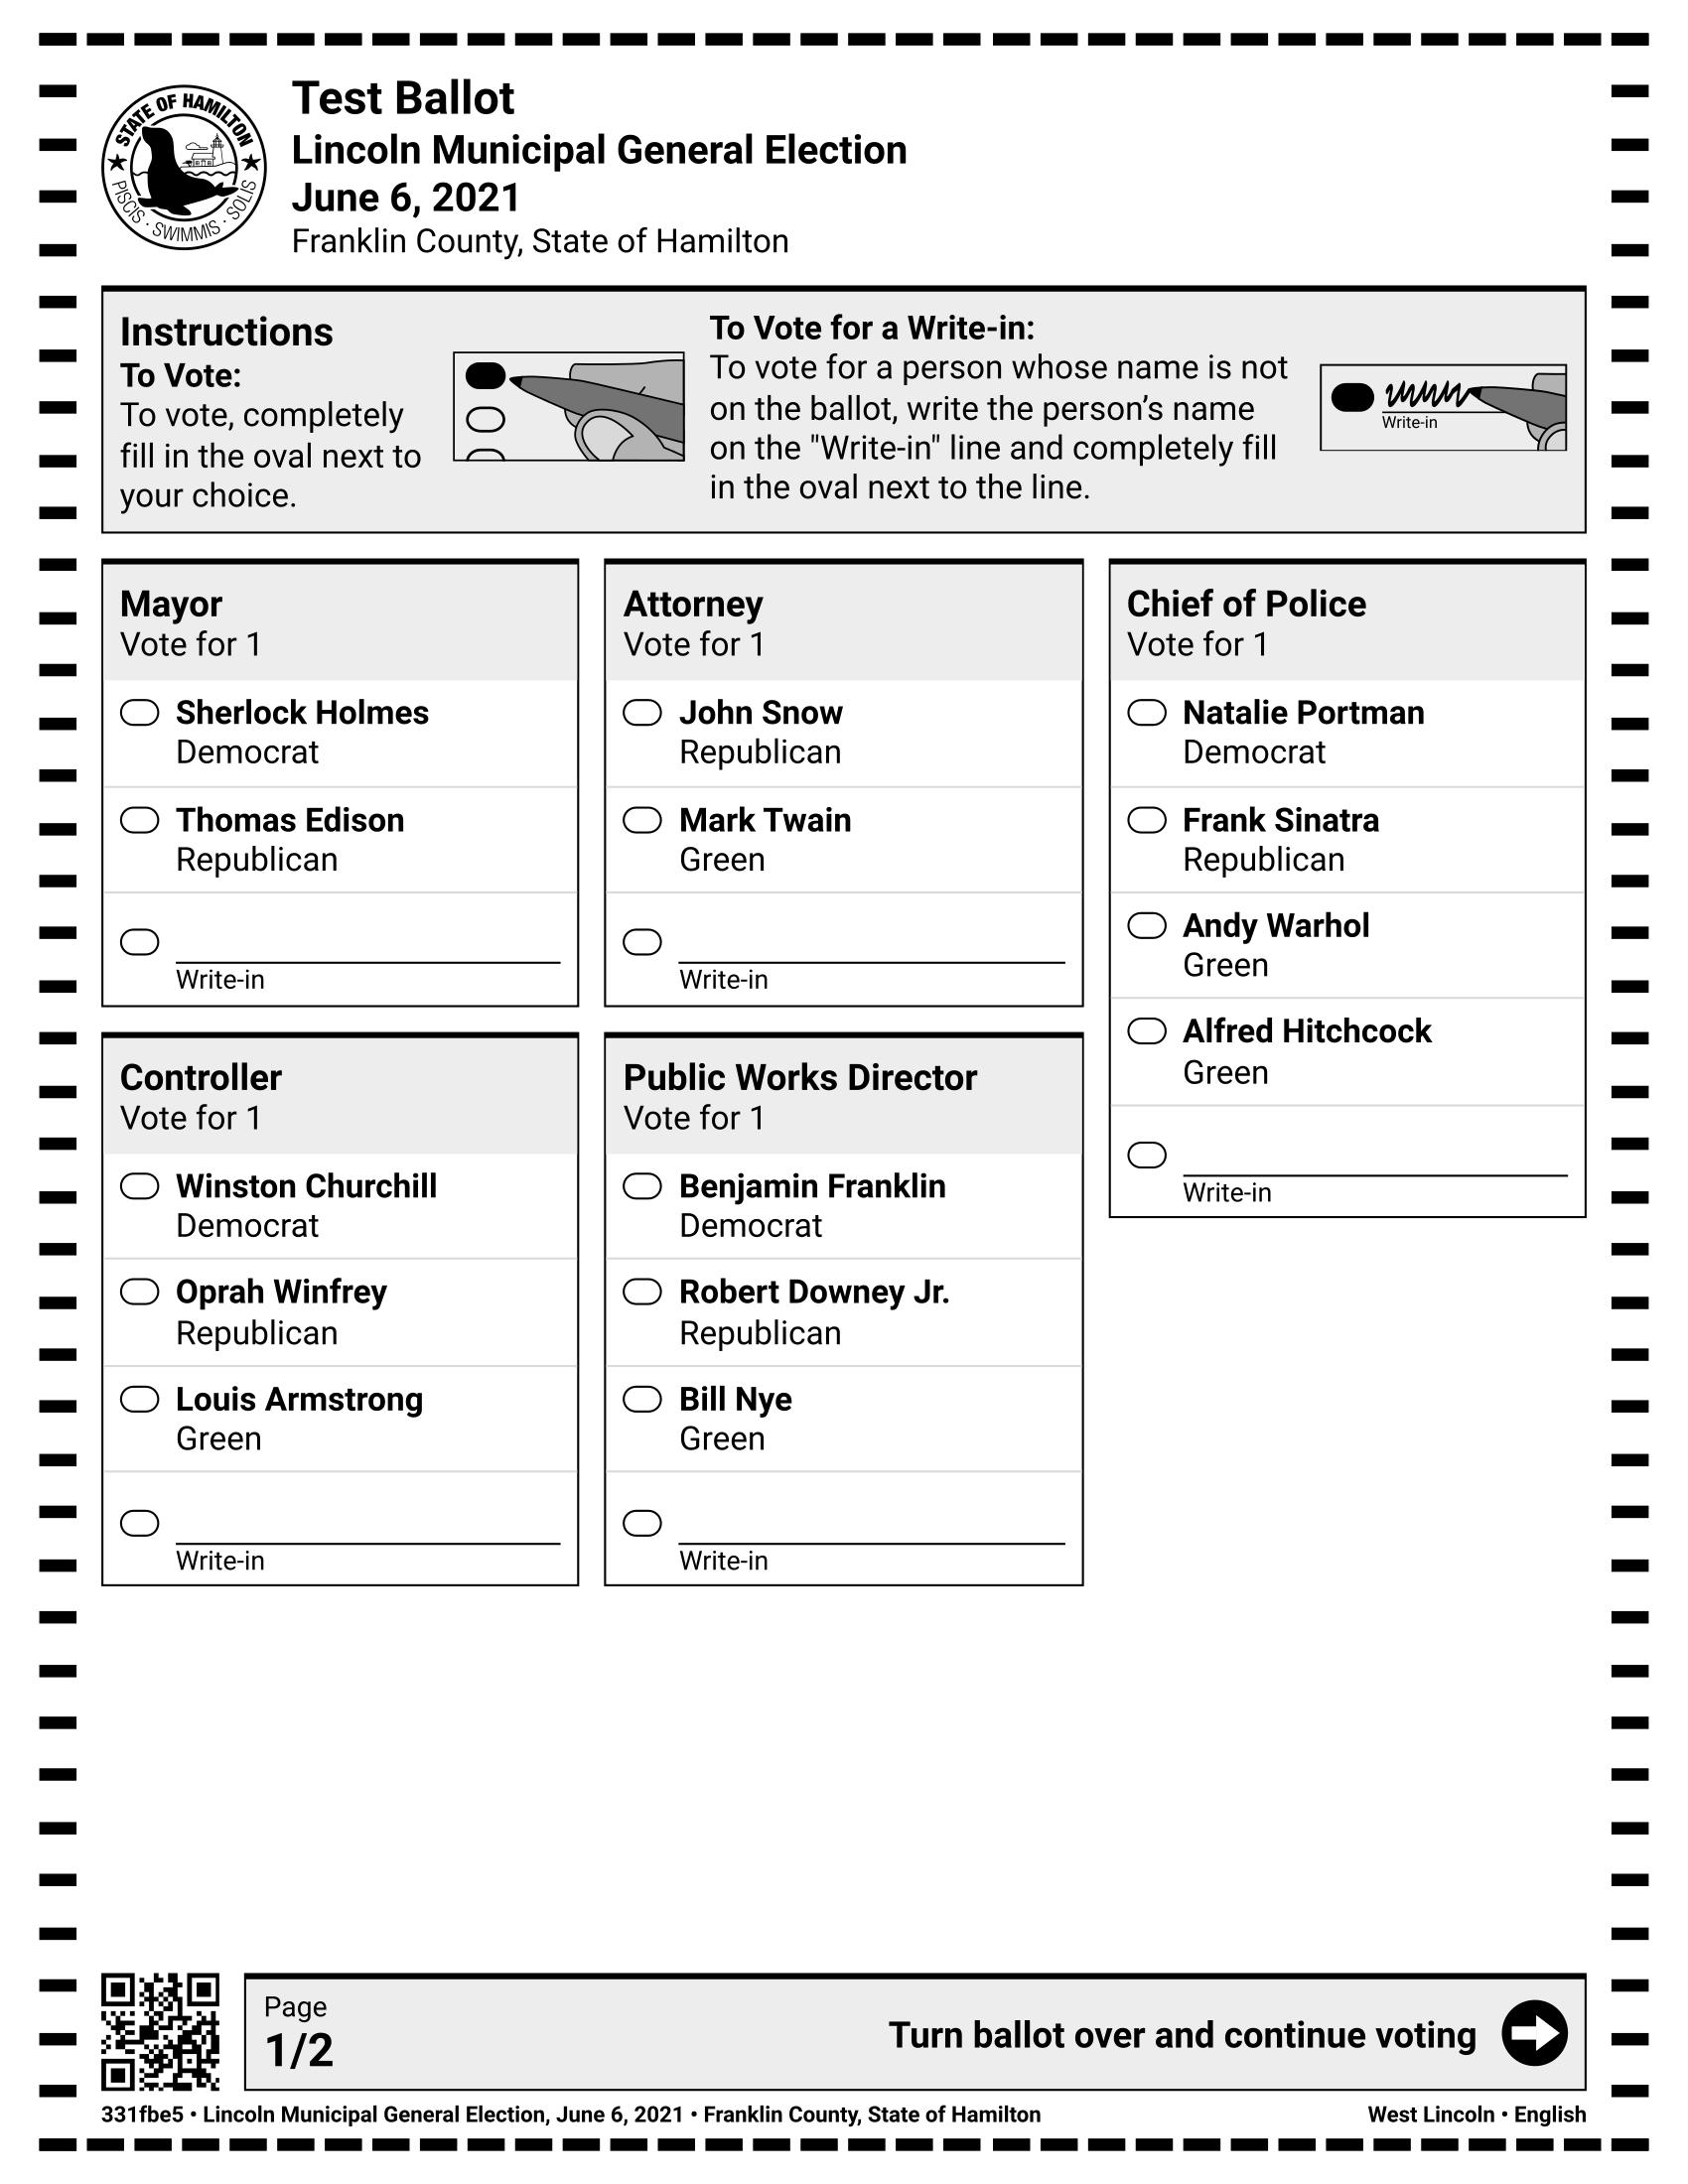 STATE OF HAMILTON
PISCIS · SWIMMIS · SOLIS
Test Ballot
Lincoln Municipal General Election
June 6, 2021
Franklin County, State of Hamilton
Instructions
To Vote:
To vote, completely
fill in the oval next to
your choice.
To Vote for a Write-in:
To vote for a person whose name is not
on the ballot, write the person’s name
on the "Write-in" line and completely fill
in the oval next to the line.
Write-in
Mayor
Vote for 1
Sherlock Holmes
Democrat
Thomas Edison
Republican
Write-in
Controller
Vote for 1
Winston Churchill
Democrat
Oprah Winfrey
Republican
Louis Armstrong
Green
Write-in
Attorney
Vote for 1
John Snow
Republican
Mark Twain
Green
Write-in
Public Works Director
Vote for 1
Benjamin Franklin
Democrat
Robert Downey Jr.
Republican
Bill Nye
Green
Write-in
Chief of Police
Vote for 1
Natalie Portman
Democrat
Frank Sinatra
Republican
Andy Warhol
Green
Alfred Hitchcock
Green
Write-in
Page
1/2
Turn ballot over and continue voting
331fbe5 • Lincoln Municipal General Election, June 6, 2021 • Franklin County, State of Hamilton
West Lincoln • English